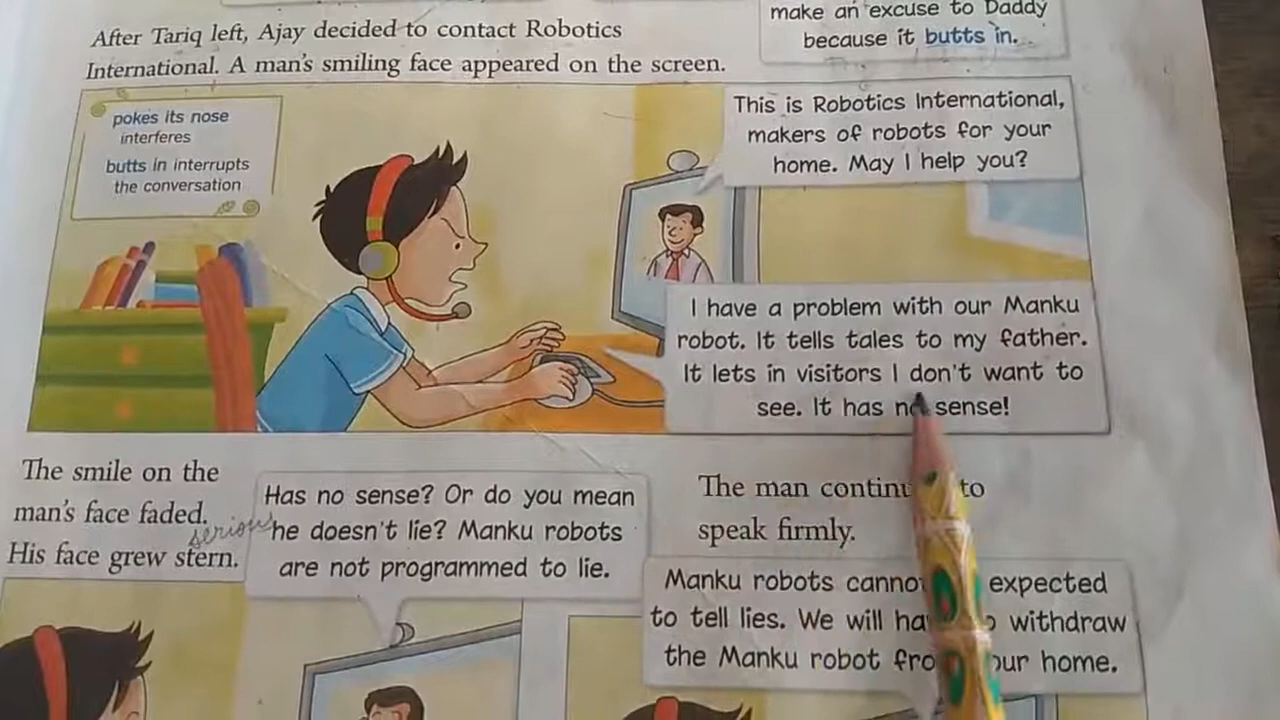 make an excuse to Daddy
because it butts in.
After Tariq left, Ajay decided to contact Robotics
International. A man's smiling face appeared on the screen.
pokes its nose
interferes
butts in interrupts
the conversation
This is Robotics International,
makers of robots for your
home. May I help you?
I have a problem with our Manku
robot. It tells tales to my father.
It lets in visitors I don't want to
see. It has no sense!
The smile on the
man's face faded.
serious
His face grew stern.
Has no sense? Or do you mean
he doesn't lie? Manku robots
are not programmed to lie.
The man continu to
speak firmly.
Manku robots canno expected
to tell lies. We will ha withdraw
the Manku robot fro our home.